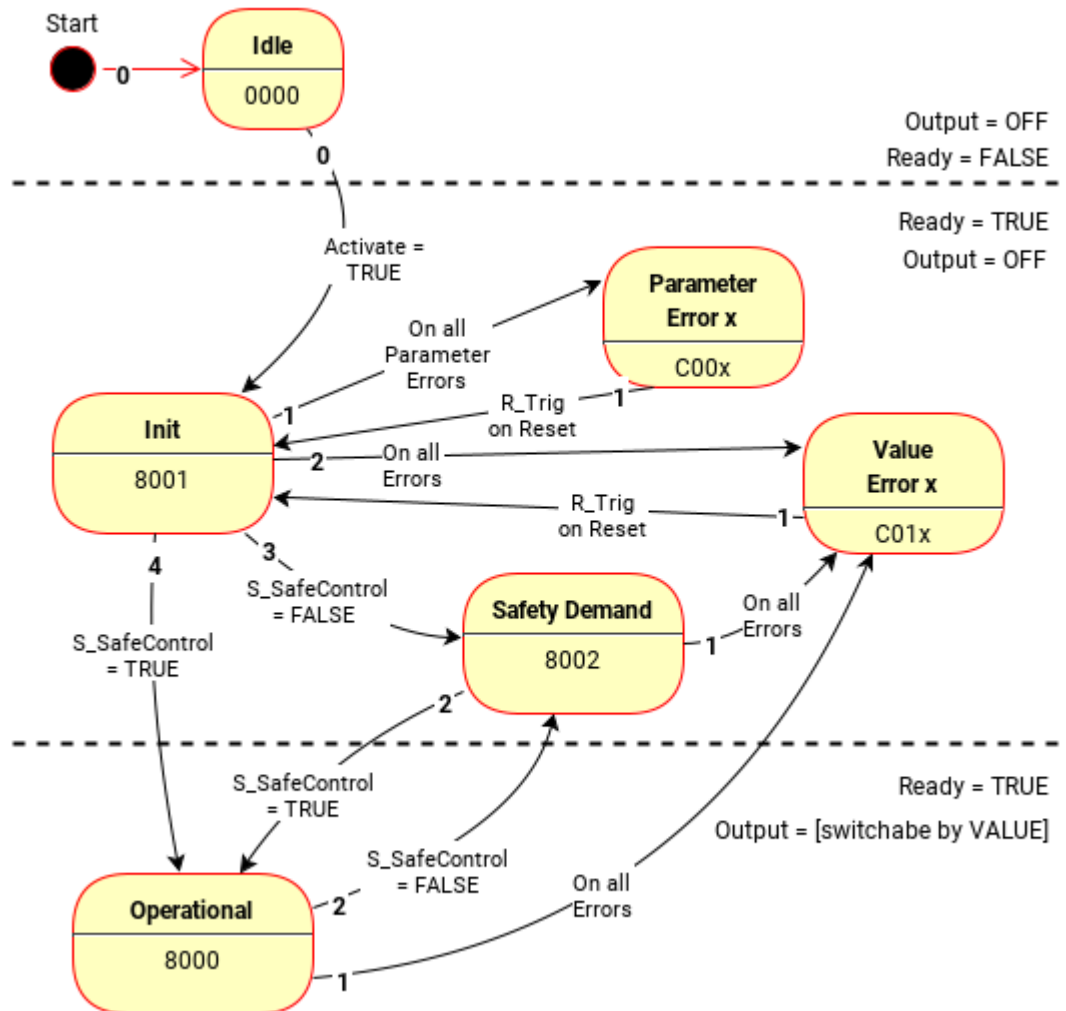 Start
Idle
0
0000
Output = OFF
0
Ready = FALSE
Ready = TRUE
Activate =
TRUE
Output = OFF
Parameter
Error x
On all
Parameter
Errors
C00x
1
R_Trig
on Reset
1
Init
8001
2
On all
Errors
Value
Error x
R_Trig
on Reset
1
C01x
3
4
S_SafeControl
= FALSE
Safety Demand
8002
On all
Errors
1
S_SafeControl
= TRUE
2
S_SafeControl
= TRUE
Ready = TRUE
Output = [switchabe by VALUE]
S_SafeControl
= FALSE
On all
Errors
Operational
2
8000
1